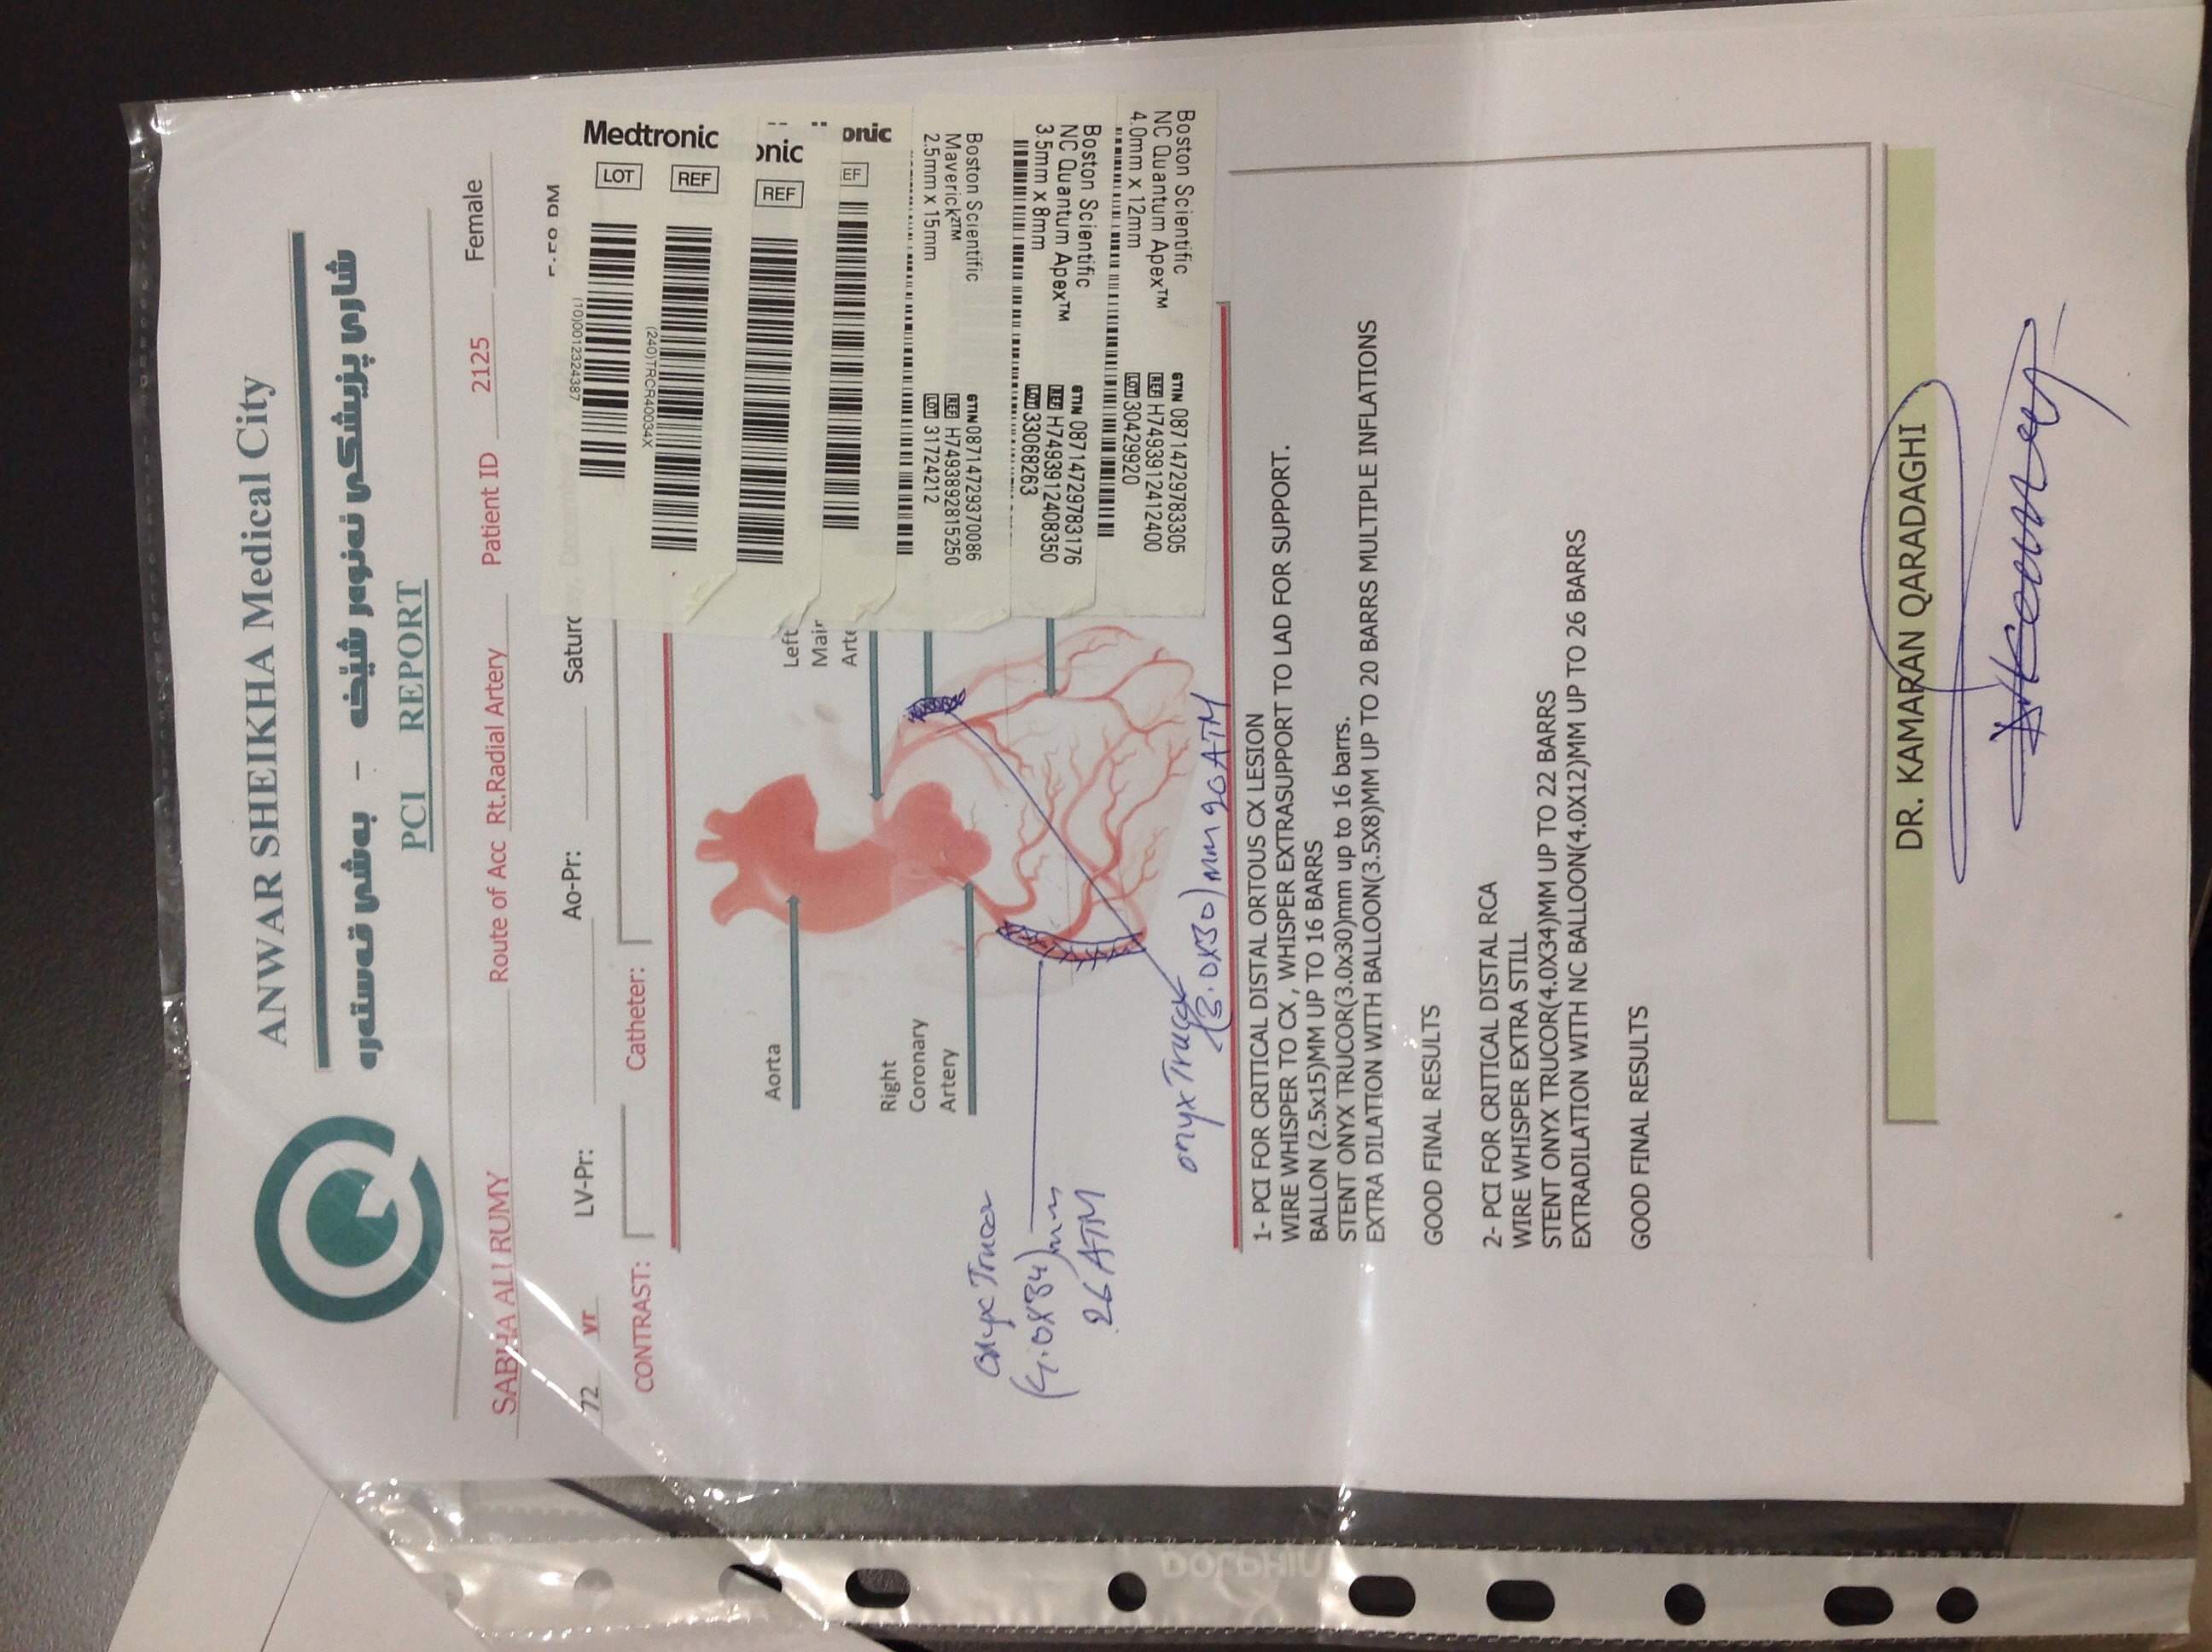 ANWAR SHEIKHA Medical City
شاری پزیشکی ئەنوەر شێخە – بەشی قەستەرە
PCI REPORT
SABHA ALI RUMY Route of Acc Rt.Radial Artery Patient ID 2125 Female
72 yr LV-Pr: Ao-Pr: December
CONTRAST: Catheter:
Aorta
Left
Main
Right
Coronary
Artery
Onyx Trucor
(4.0x34)mm
26 ATM
onyx Trucor
(3.0x30)mm 20ATM
Medtronic
LOT
(10)0012324387
REF
(240)TRCR40034X
REF
Boston Scientific
Maverick²™
2.5mm x 15mm
GTIN 08714729370086
REF H7493892815250
LOT 31724212
Boston Scientific
NC Quantum Apex™
3.5mm x 8mm
GTIN 08714729783176
REF H7493912408350
LOT 33068263
Boston Scientific
NC Quantum Apex™
4.0mm x 12mm
GTIN 08714729783305
REF H7493912412400
LOT 30429920
1- PCI FOR CRITICAL DISTAL ORTOUS CX LESION
WIRE WHISPER TO CX , WHISPER EXTRASUPPORT TO LAD FOR SUPPORT.
BALLON (2.5x15)MM UP TO 16 BARRS
STENT ONYX TRUCOR(3.0x30)mm up to 16 barrs.
EXTRA DILATION WITH BALLOON(3.5X8)MM UP TO 20 BARRS MULTIPLE INFLATIONS
GOOD FINAL RESULTS
2- PCI FOR CRITICAL DISTAL RCA
WIRE WHISPER EXTRA STILL
STENT ONYX TRUCOR(4.0X34)MM UP TO 22 BARRS
EXTRADILATION WITH NC BALLOON(4.0X12)MM UP TO 26 BARRS
GOOD FINAL RESULTS
DR. KAMARAN QARADAGHI